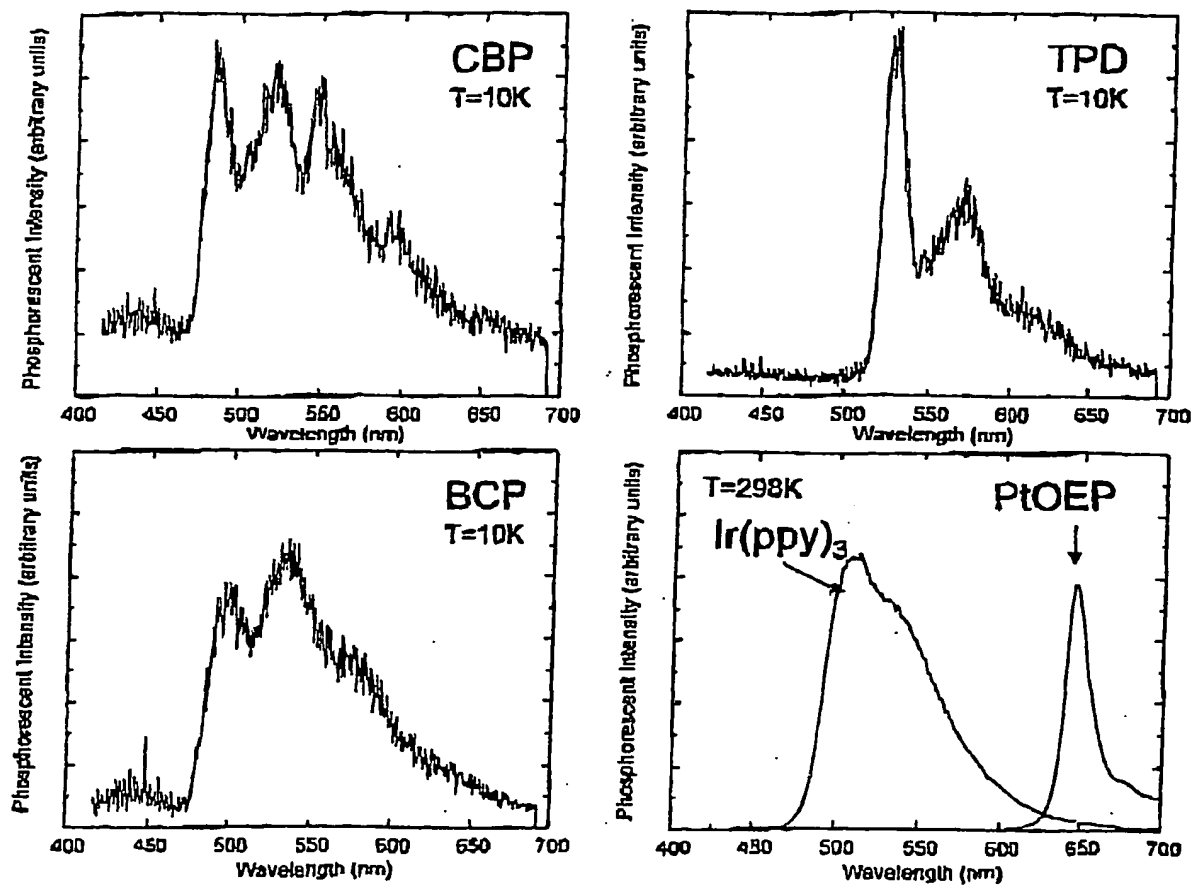 Phosphorescent Intensity (arbitrary units)
CBP
T=10K
400 450 500 550 600 650 700
Wavelength (nm)
Phosphorescent Intensity (arbitrary units)
TPD
T=10K
400 450 500 550 600 650 700
Wavelength (nm)
Phosphorescent Intensity (arbitrary units)
BCP
T=10K
400 450 500 550 600 650 700
Wavelength (nm)
Phosphorescent Intensity (arbitrary units)
T=298K PtOEP
Ir(ppy)₃
400 450 500 550 600 650 700
Wavelength (nm)